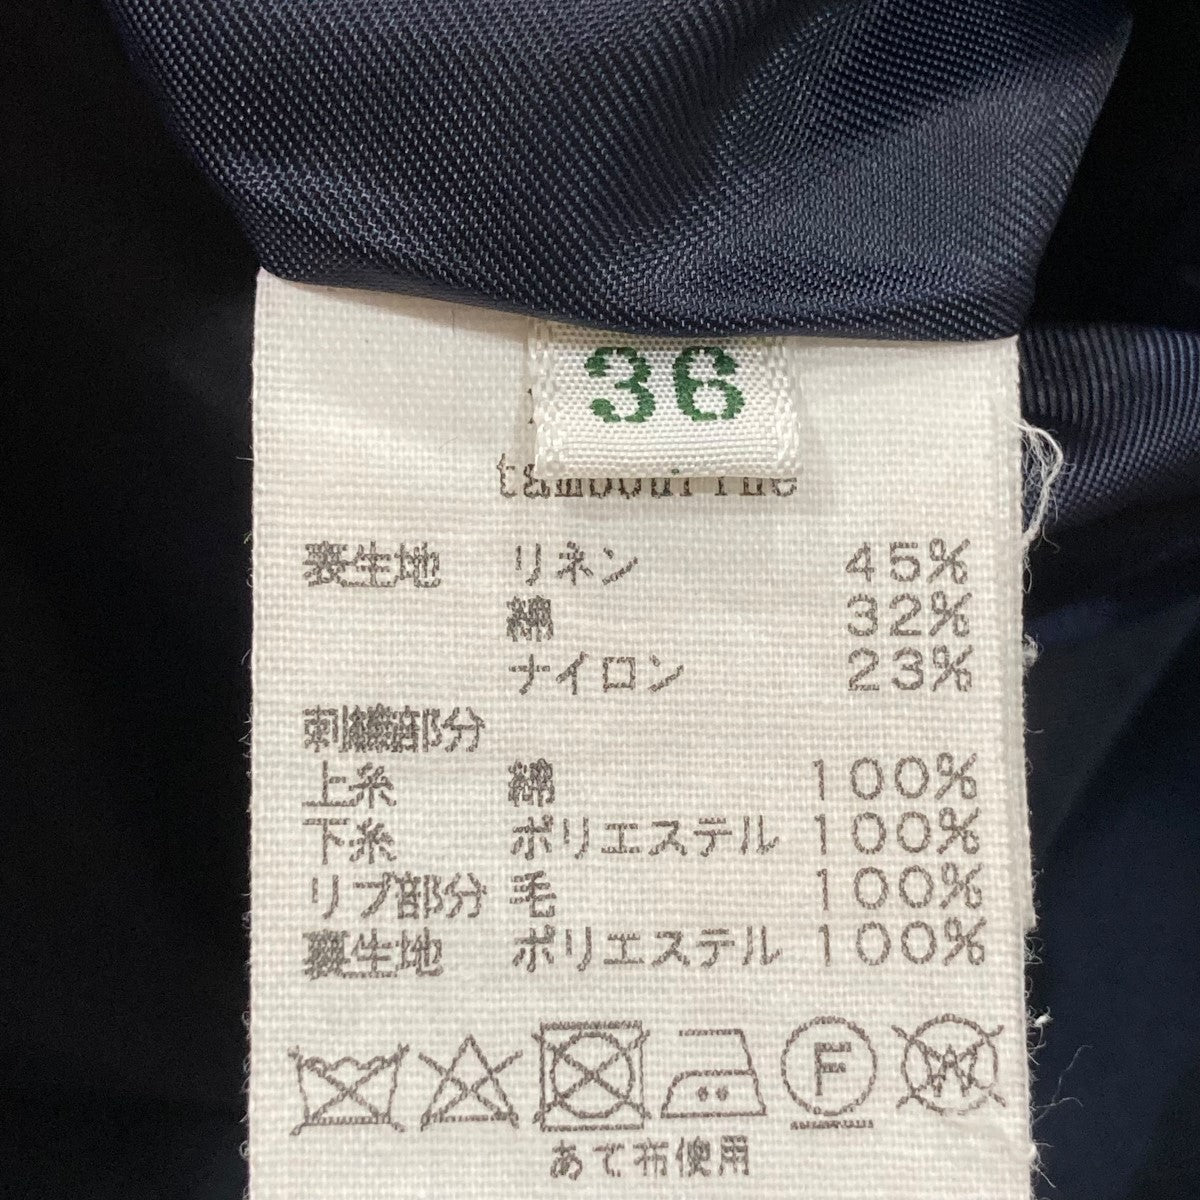 36
表生地 リネン 45%
綿 32%
ナイロン 23%
刺繍部分
上糸 綿 100%
下糸 ポリエステル 100%
リブ部分 毛 100%
裏生地 ポリエステル 100%
F W
あて布使用